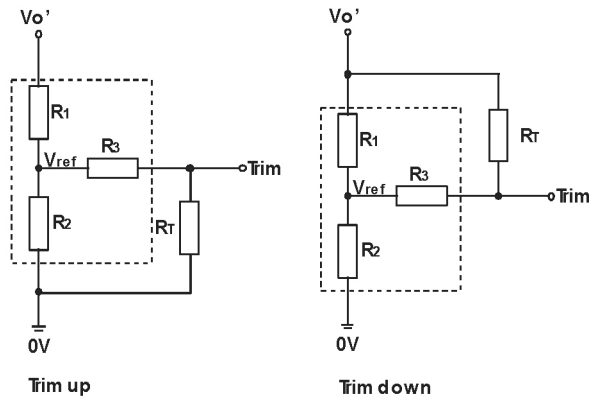 Vo'
R1
Vref
R3
Trim
R2
RT
0V
Trim up
Vo'
R1
RT
Vref
R3
Trim
R2
0V
Trim down